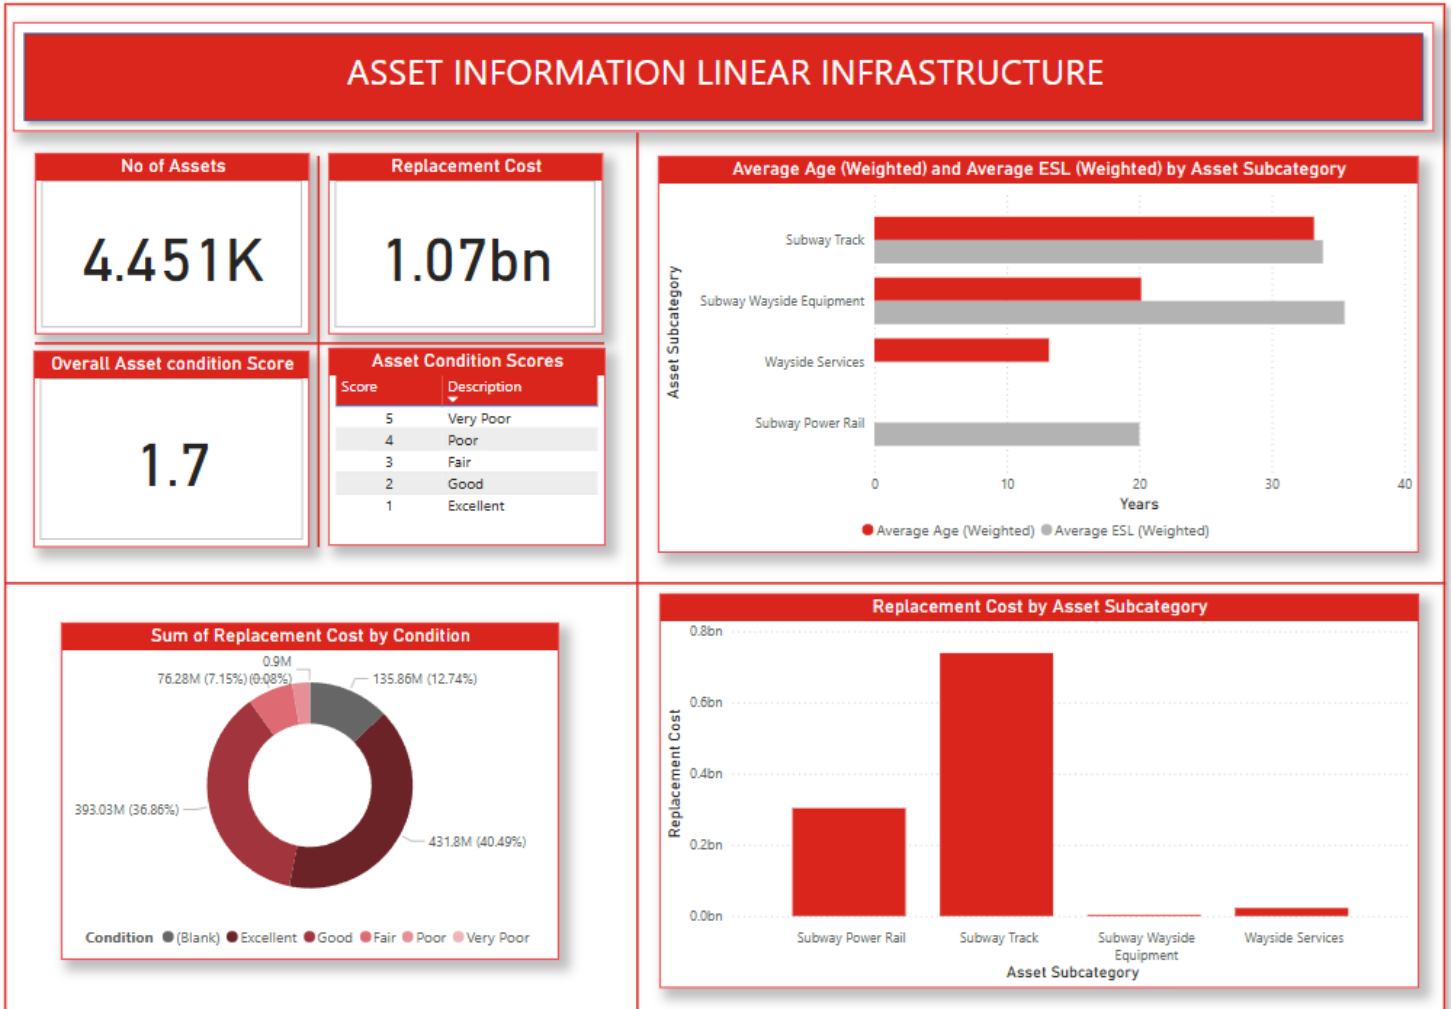 ASSET INFORMATION LINEAR INFRASTRUCTURE
No of Assets
4.451K
Replacement Cost
1.07bn
Overall Asset condition Score
1.7
Asset Condition Scores
Score Description
5 Very Poor
4 Poor
3 Fair
2 Good
1 Excellent
Average Age (Weighted) and Average ESL (Weighted) by Asset Subcategory
Asset Subcategory
Subway Track
Subway Wayside Equipment
Wayside Services
Subway Power Rail
0 10 20 30 40
Years
Average Age (Weighted) Average ESL (Weighted)
Sum of Replacement Cost by Condition
0.9M
76.28M (7.15%) (0.08%) 135.86M (12.74%)
393.03M (36.86%)
431.8M (40.49%)
Condition (Blank) Excellent Good Fair Poor Very Poor
Replacement Cost by Asset Subcategory
Replacement Cost
0.8bn
0.6bn
0.4bn
0.2bn
0.0bn
Subway Power Rail Subway Track Subway Wayside Wayside Services
Equipment
Asset Subcategory